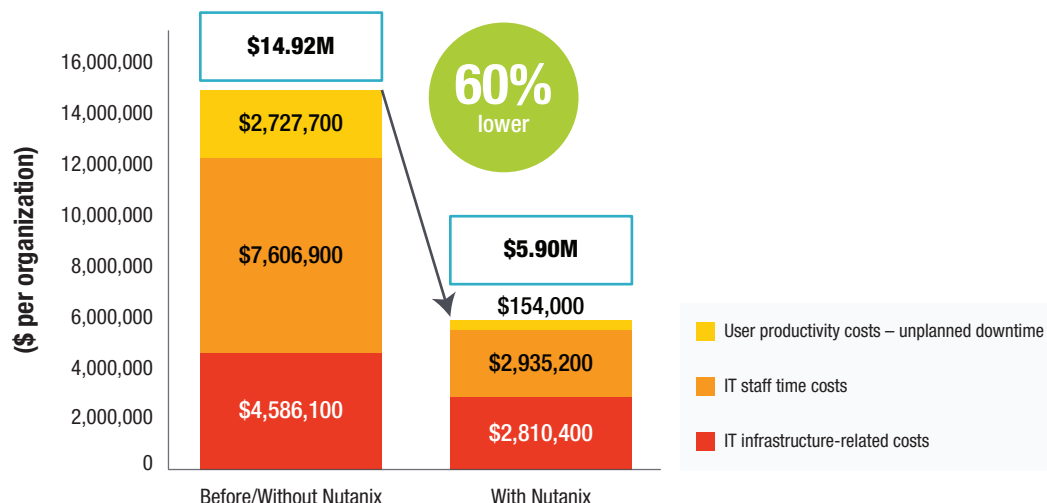 ($ per organization)
16,000,000
14,000,000
12,000,000
10,000,000
8,000,000
6,000,000
4,000,000
2,000,000
0
$14.92M
$2,727,700
$7,606,900
$4,586,100
60%
lower
$5.90M
$154,000
$2,935,200
$2,810,400
Before/Without Nutanix
With Nutanix
User productivity costs – unplanned downtime
IT staff time costs
IT infrastructure-related costs